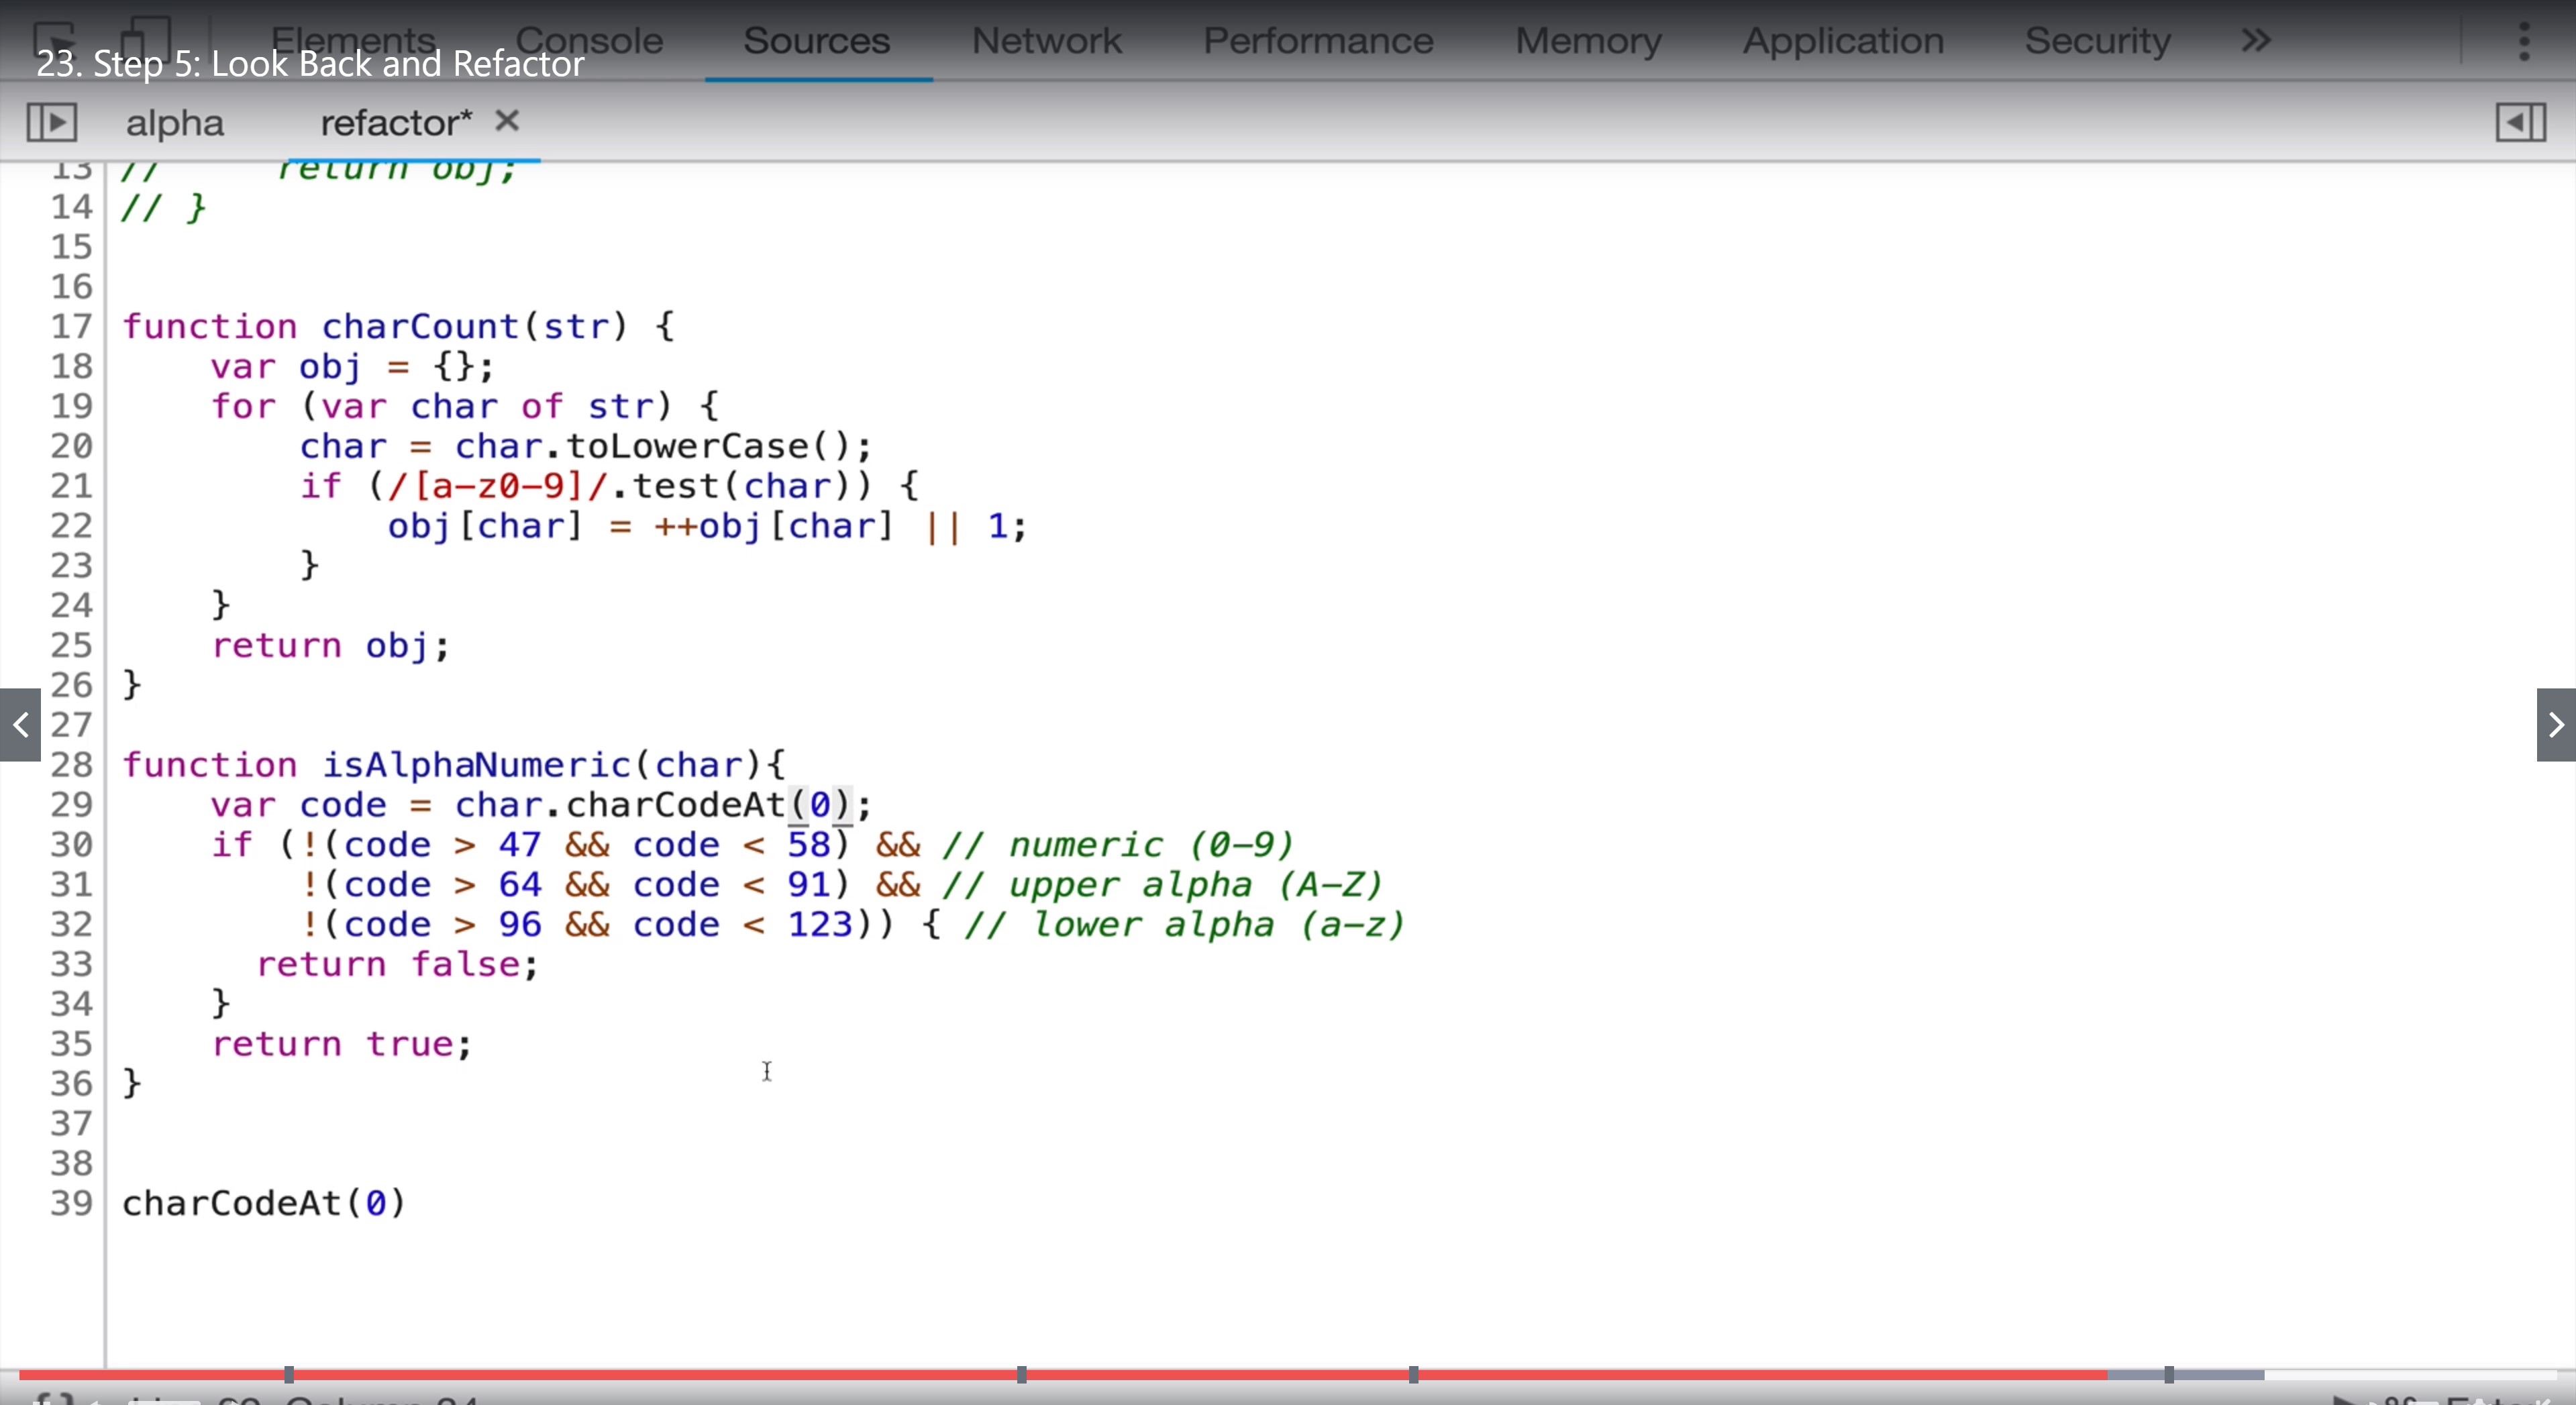 Elements Console Sources Network Performance Memory Application Security »
23. Step 5: Look Back and Refactor
alpha refactor* ×
13 // return obj;
14 // }
15
16
17 function charCount(str) {
18 var obj = {};
19 for (var char of str) {
20 char = char.toLowerCase();
21 if (/[a-z0-9]/.test(char)) {
22 obj[char] = ++obj[char] || 1;
23 }
24 }
25 return obj;
26 }
27
28 function isAlphaNumeric(char){
29 var code = char.charCodeAt(0);
30 if (!(code > 47 && code < 58) && // numeric (0-9)
31 !(code > 64 && code < 91) && // upper alpha (A-Z)
32 !(code > 96 && code < 123)) { // lower alpha (a-z)
33 return false;
34 }
35 return true;
36 }
37
38
39 charCodeAt(0)